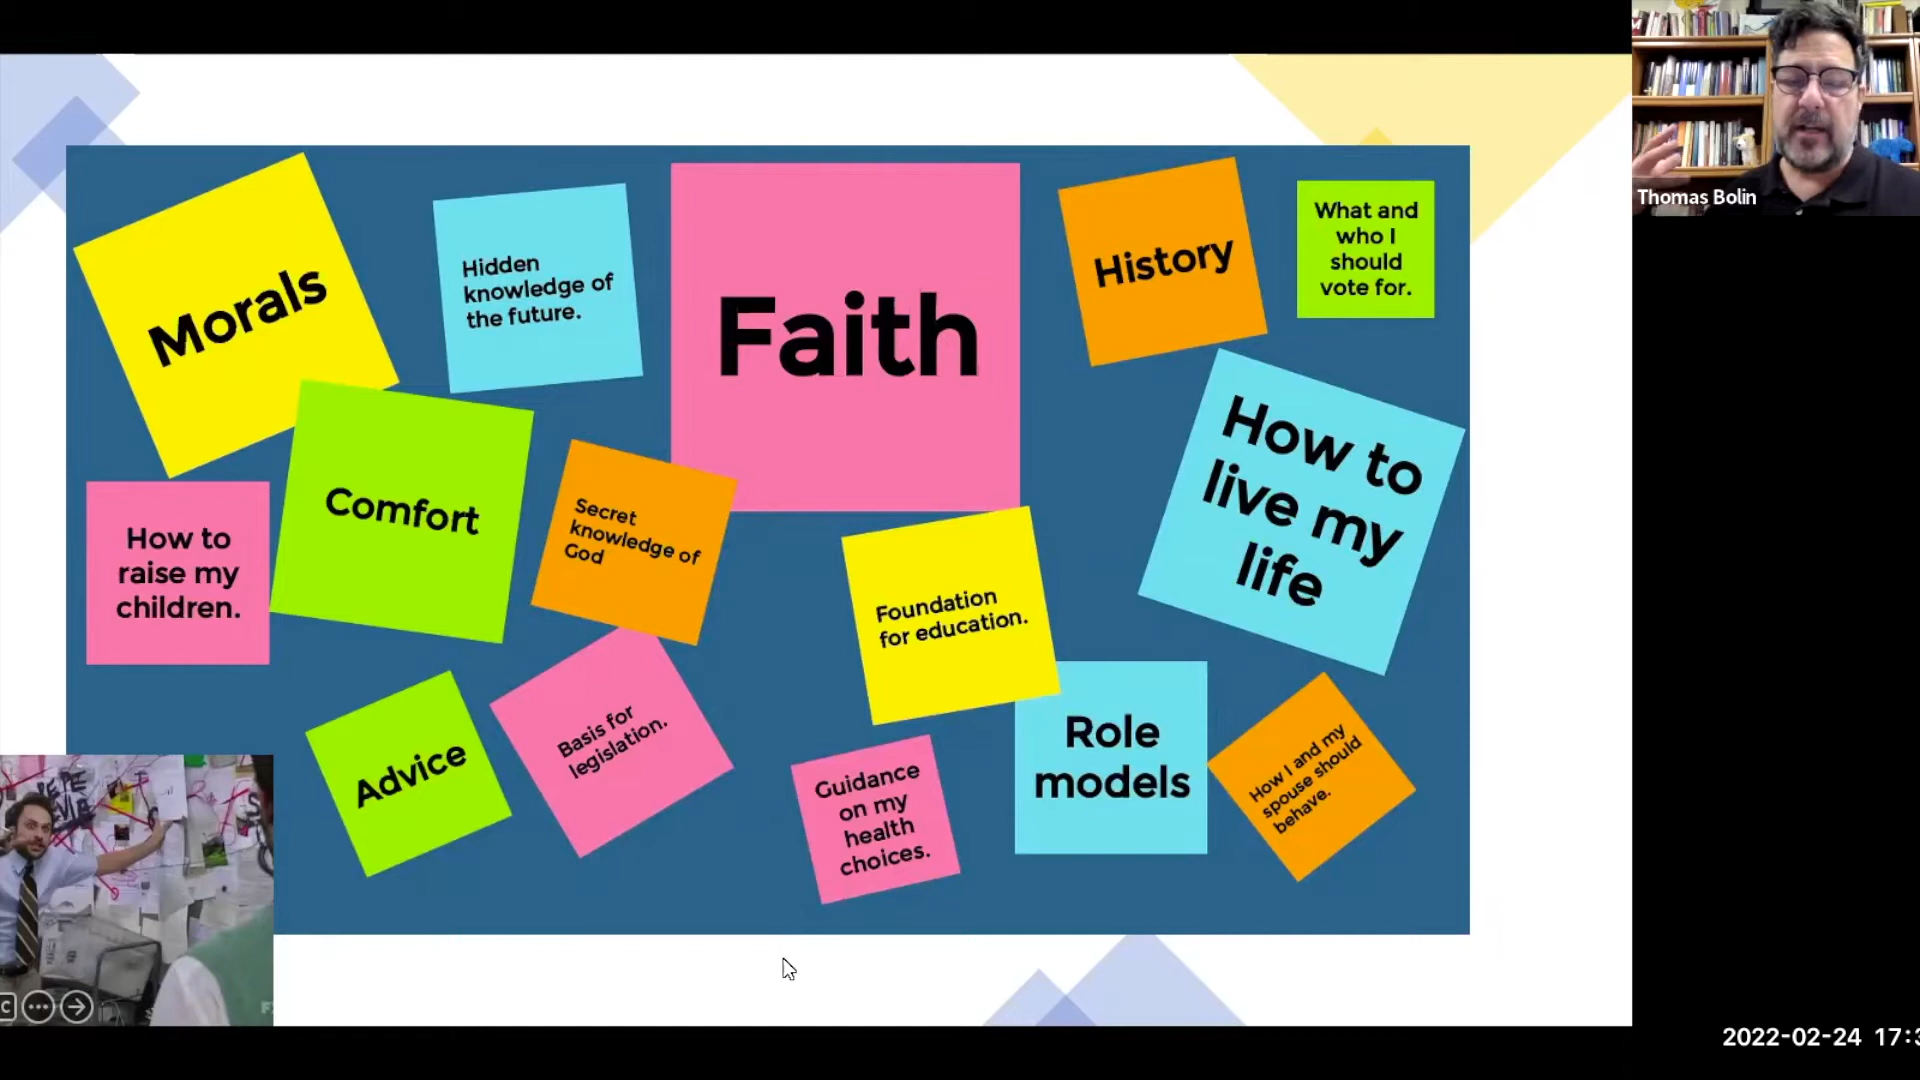 Thomas Bolin
Morals
Hidden
knowledge of
the future.
Faith
History
What and
who I
should
vote for.
How to
live my
life
Comfort
Secret
knowledge of
God
How to
raise my
children.
Foundation
for education.
Advice
Basis for
legislation.
Guidance
on my
health
choices.
Role
models
How I and my
spouse should
behave.
2022-02-24 17:3